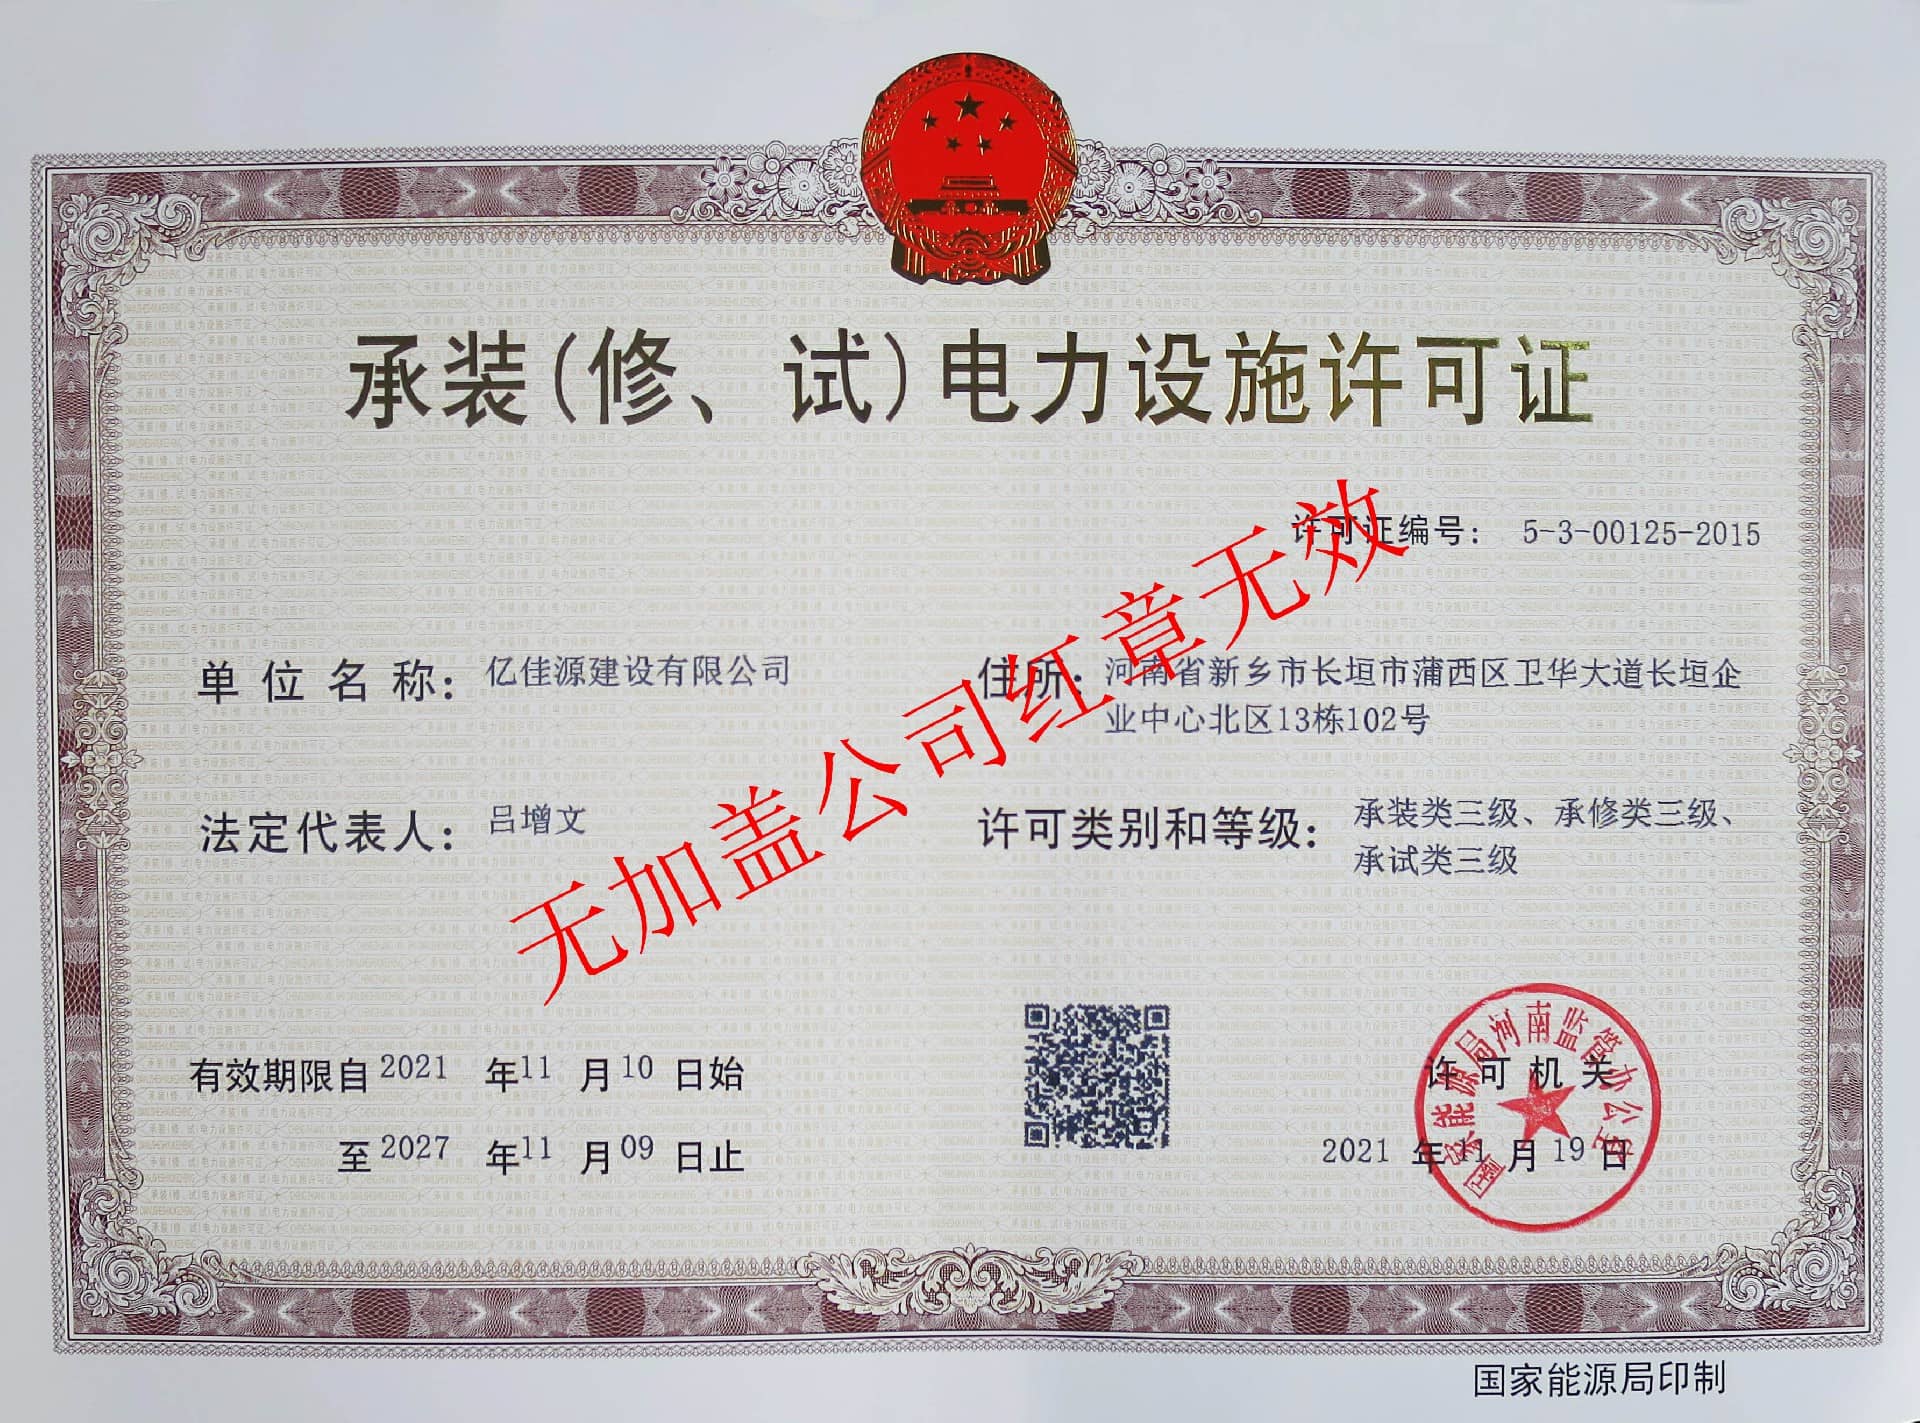 承装(修、试)电力设施许可证
许可证编号: 5-3-00125-2015
单位名称: 亿佳源建设有限公司
住所: 河南省新乡市长垣市蒲西区卫华大道长垣企
业中心北区13栋102号
法定代表人: 吕增文
许可类别和等级: 承装类三级、承修类三级、
承试类三级
无加盖公司红章无效
有效期限自2021年11月10日始
至2027年11月09日止
许可机关
2021年11月19日
国家能源局河南监管办公室
国家能源局印制